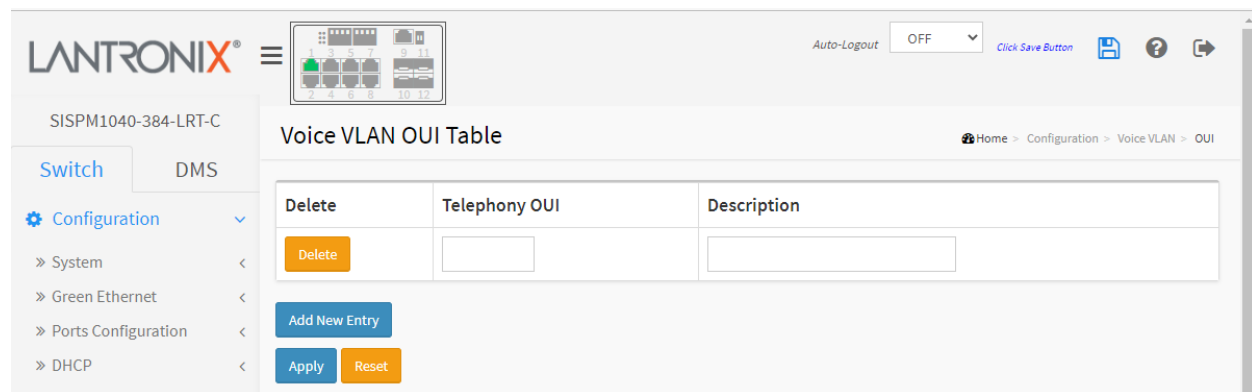 LANTRONIX®
1 3 5 7 9 11
2 4 6 8 10 12
Auto-Logout OFF Click Save Button
SISPM1040-384-LRT-C
Switch DMS
Configuration
» System
» Green Ethernet
» Ports Configuration
» DHCP
Voice VLAN OUI Table
Home > Configuration > Voice VLAN > OUI
Delete Telephony OUI Description
Delete
Add New Entry
Apply Reset